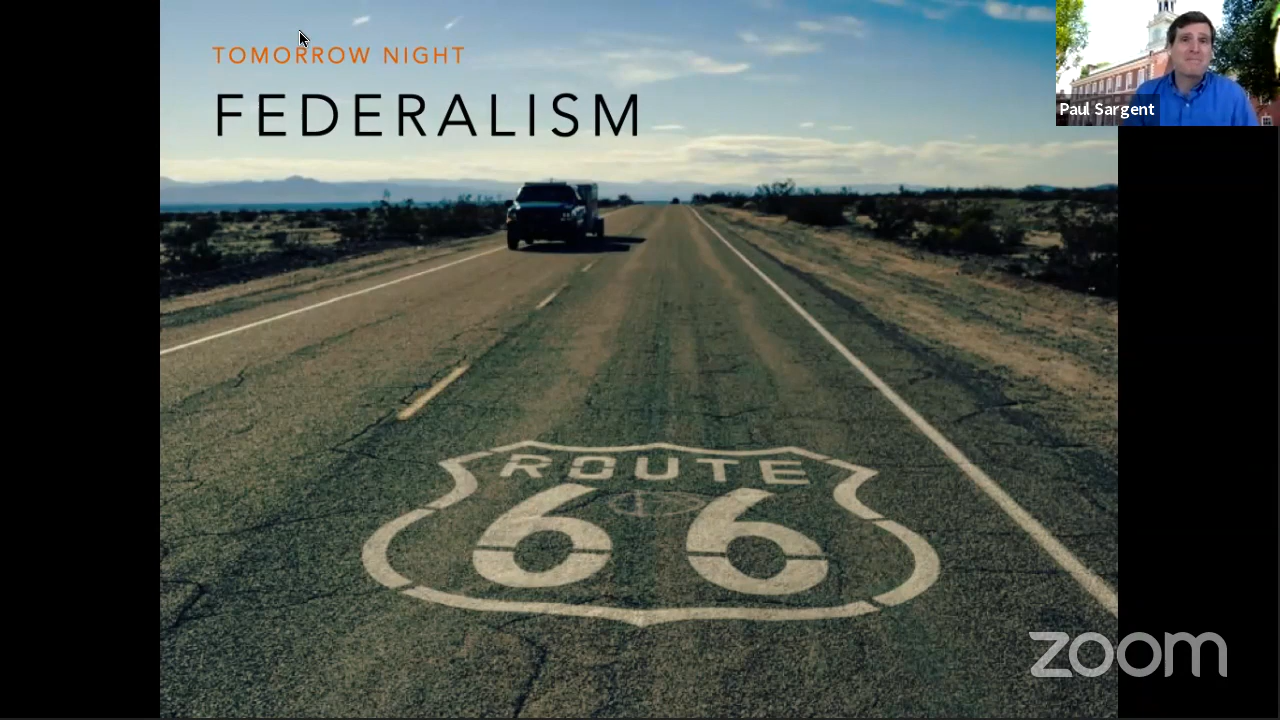 TOMORROW NIGHT
FEDERALISM
Paul Sargent
ROUTE
66
zoom